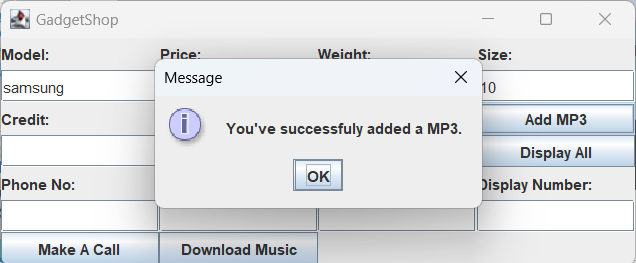 GadgetShop
Model: Price: Weight: Size:
samsung 10
Message
You've successfuly added a MP3.
OK
Credit:
Add MP3
Display All
Phone No: Display Number:
Make A Call Download Music